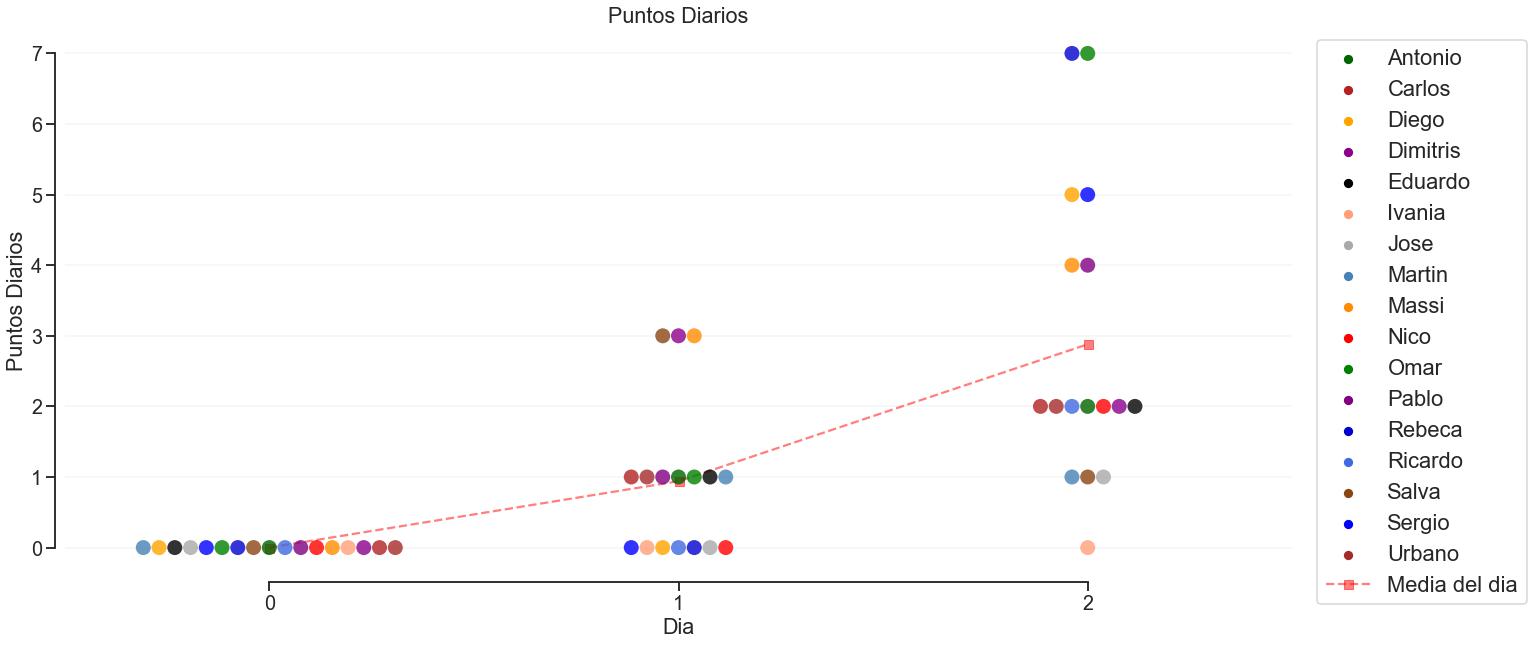 Puntos Diarios
Puntos Diarios
7
6
5
4
3
2
1
0
0
1
2
Dia
Antonio
Carlos
Diego
Dimitris
Eduardo
Ivania
Jose
Martin
Massi
Nico
Omar
Pablo
Rebeca
Ricardo
Salva
Sergio
Urbano
Media del dia